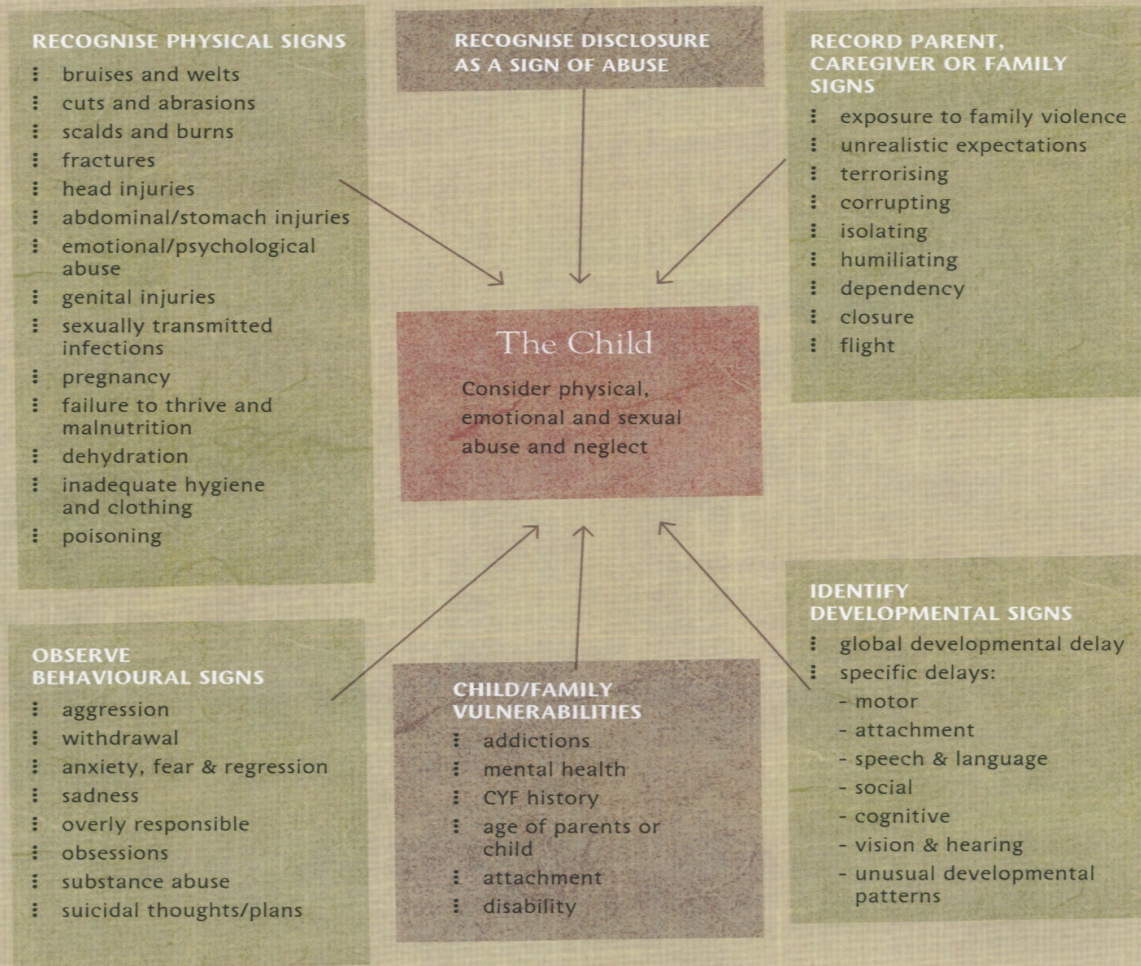 RECOGNISE PHYSICAL SIGNS
⁝ bruises and welts
⁝ cuts and abrasions
⁝ scalds and burns
⁝ fractures
⁝ head injuries
⁝ abdominal/stomach injuries
⁝ emotional/psychological
abuse
⁝ genital injuries
⁝ sexually transmitted
infections
⁝ pregnancy
⁝ failure to thrive and
malnutrition
⁝ dehydration
⁝ inadequate hygiene
and clothing
⁝ poisoning
RECOGNISE DISCLOSURE
AS A SIGN OF ABUSE
RECORD PARENT,
CAREGIVER OR FAMILY
SIGNS
⁝ exposure to family violence
⁝ unrealistic expectations
⁝ terrorising
⁝ corrupting
⁝ isolating
⁝ humiliating
⁝ dependency
⁝ closure
⁝ flight
The Child
Consider physical,
emotional and sexual
abuse and neglect
OBSERVE
BEHAVIOURAL SIGNS
⁝ aggression
⁝ withdrawal
⁝ anxiety, fear & regression
⁝ sadness
⁝ overly responsible
⁝ obsessions
⁝ substance abuse
⁝ suicidal thoughts/plans
CHILD/FAMILY
VULNERABILITIES
⁝ addictions
⁝ mental health
⁝ CYF history
⁝ age of parents or
child
⁝ attachment
⁝ disability
IDENTIFY
DEVELOPMENTAL SIGNS
⁝ global developmental delay
⁝ specific delays:
- motor
- attachment
- speech & language
- social
- cognitive
- vision & hearing
- unusual developmental
patterns